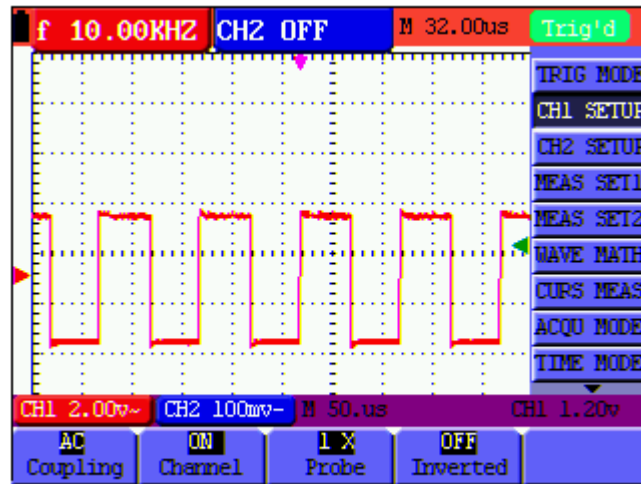 f 10.00KHZ CH2 OFF M 32.00us Trig'd
TRIG MODE
CH1 SETUP
CH2 SETUP
MEAS SET1
MEAS SET2
WAVE MATH
CURS MEAS
ACQU MODE
TIME MODE
CH1 2.00v~ CH2 100mv- M 50.us CH1 1.20v
AC ON 1 X OFF
Coupling Channel Probe Inverted